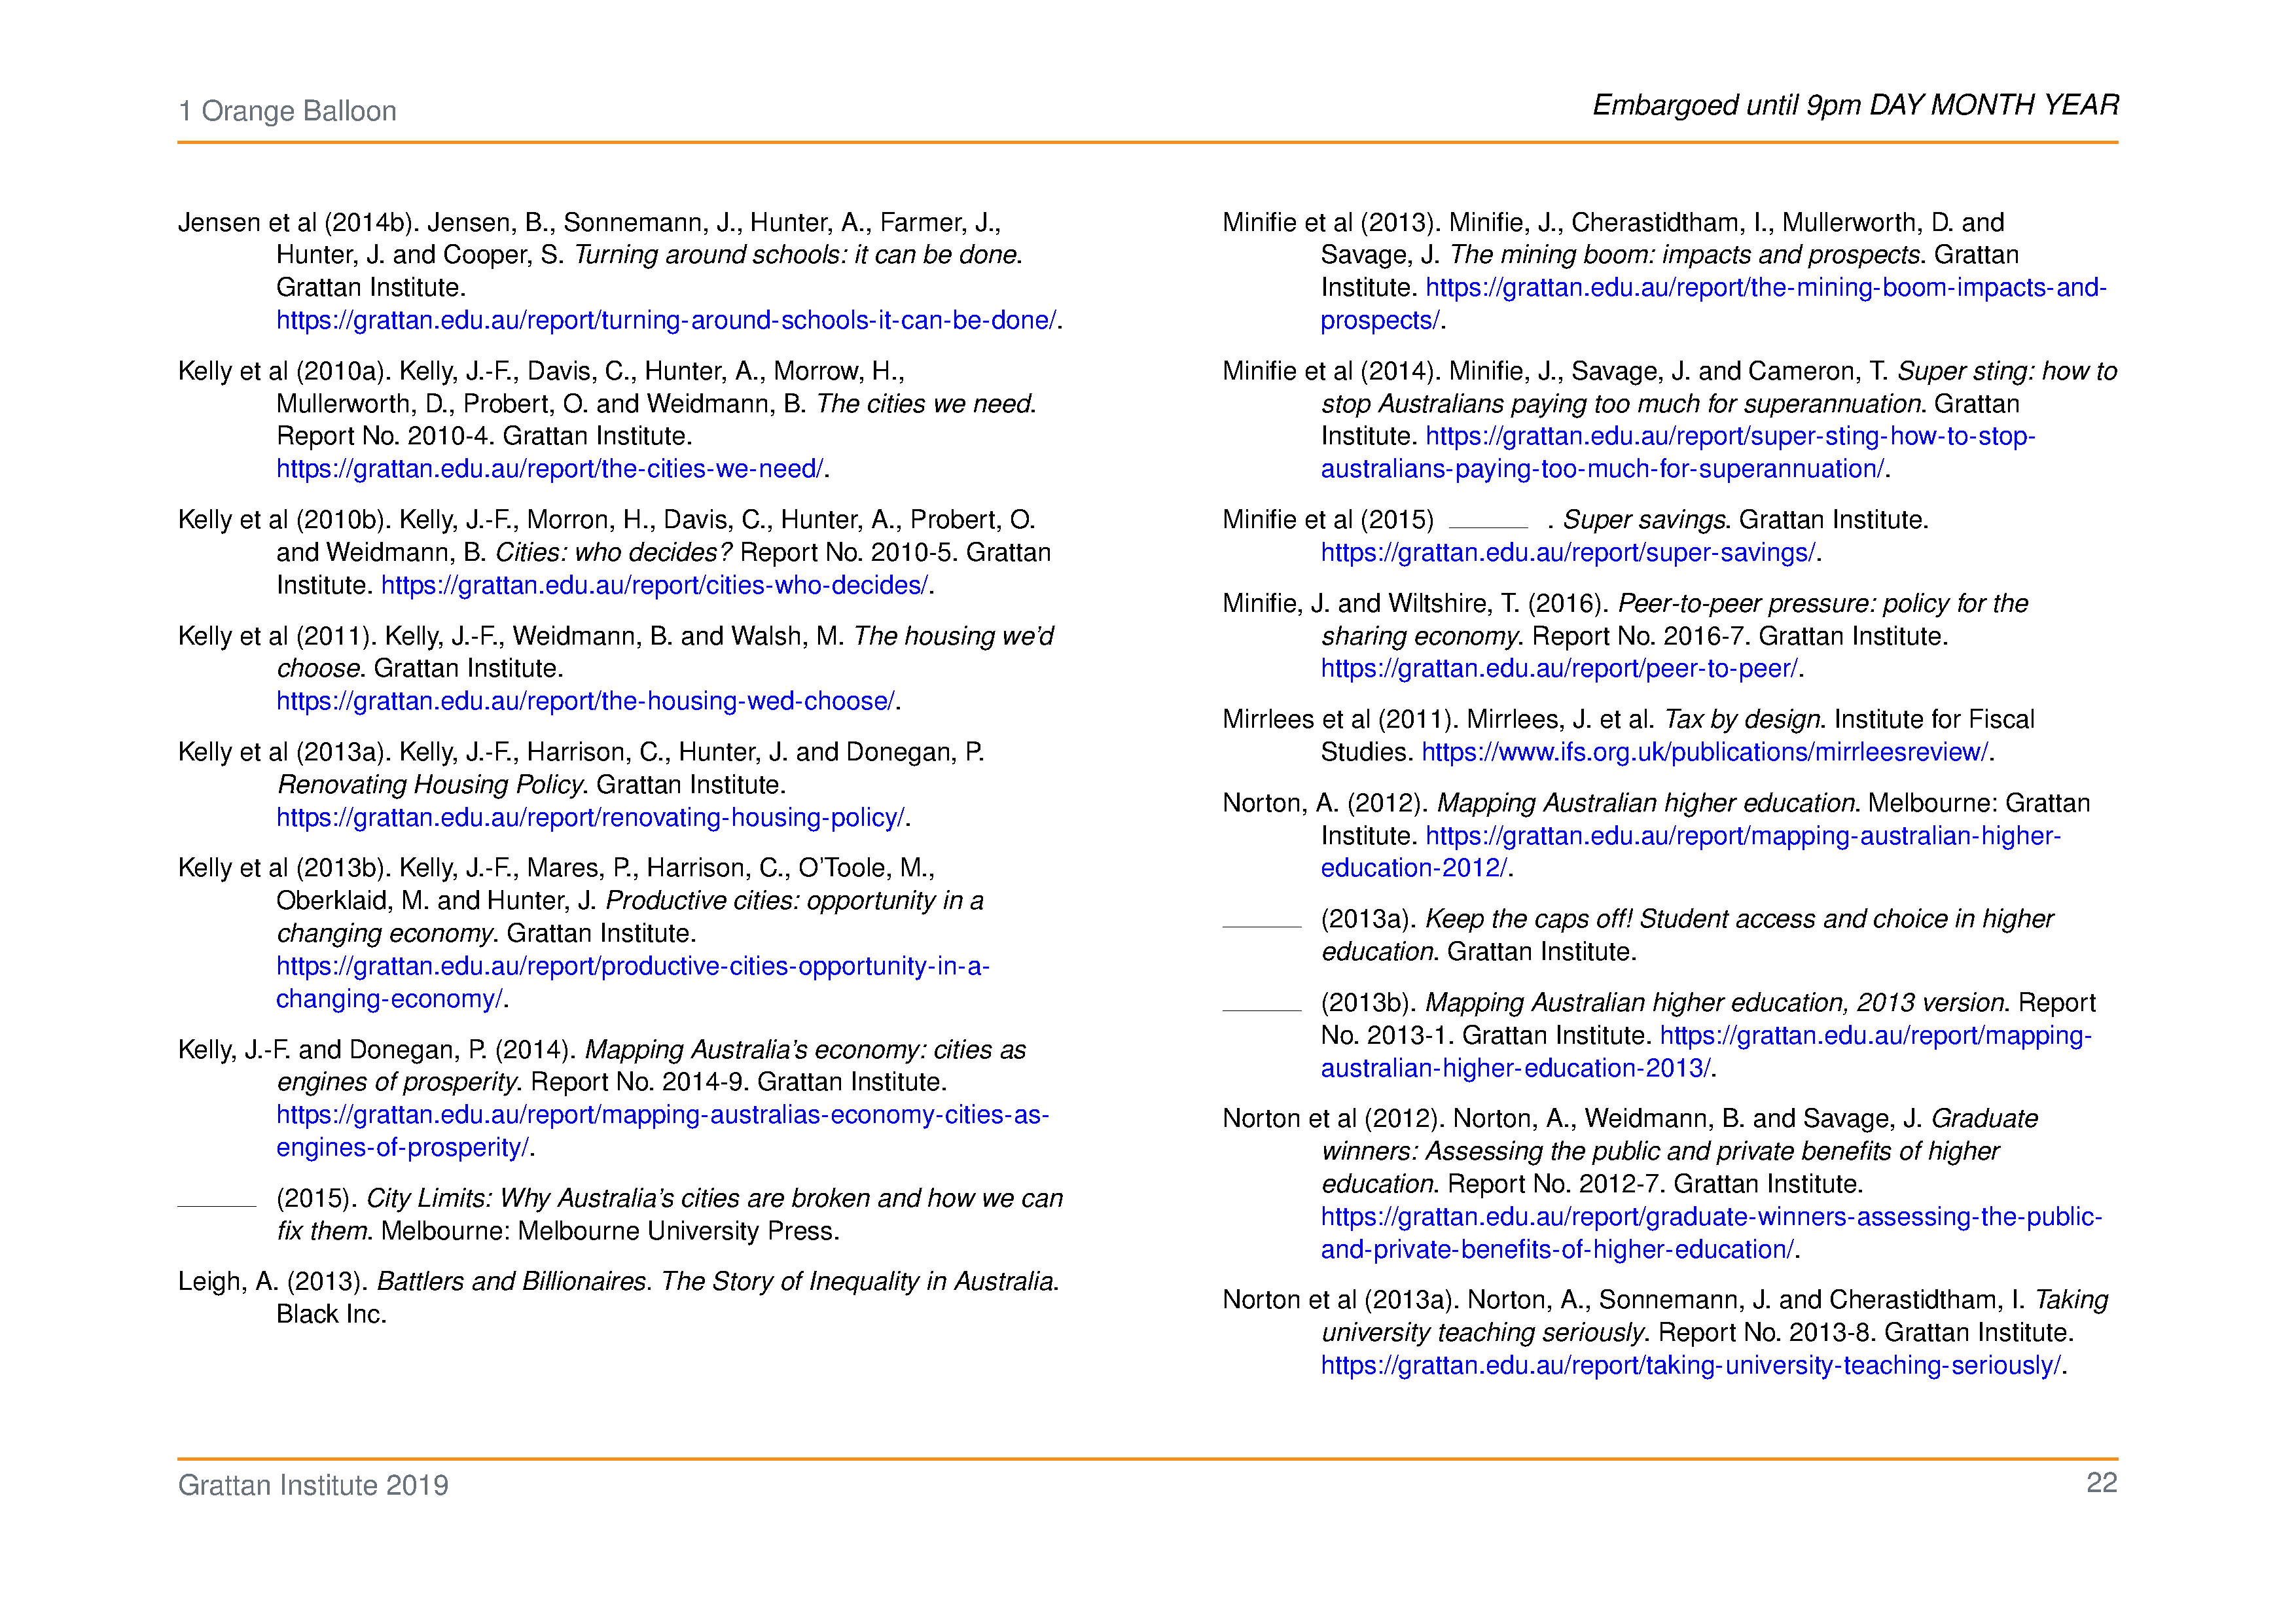 1 Orange Balloon
Embargoed until 9pm DAY MONTH YEAR
Jensen et al (2014b). Jensen, B., Sonnemann, J., Hunter, A., Farmer, J.,
Hunter, J. and Cooper, S. Turning around schools: it can be done.
Grattan Institute.
https://grattan.edu.au/report/turning-around-schools-it-can-be-done/.
Kelly et al (2010a). Kelly, J.-F., Davis, C., Hunter, A., Morrow, H.,
Mullerworth, D., Probert, O. and Weidmann, B. The cities we need.
Report No. 2010-4. Grattan Institute.
https://grattan.edu.au/report/the-cities-we-need/.
Kelly et al (2010b). Kelly, J.-F., Morron, H., Davis, C., Hunter, A., Probert, O.
and Weidmann, B. Cities: who decides? Report No. 2010-5. Grattan
Institute. https://grattan.edu.au/report/cities-who-decides/.
Kelly et al (2011). Kelly, J.-F., Weidmann, B. and Walsh, M. The housing we'd
choose. Grattan Institute.
https://grattan.edu.au/report/the-housing-wed-choose/.
Kelly et al (2013a). Kelly, J.-F., Harrison, C., Hunter, J. and Donegan, P.
Renovating Housing Policy. Grattan Institute.
https://grattan.edu.au/report/renovating-housing-policy/.
Kelly et al (2013b). Kelly, J.-F., Mares, P., Harrison, C., O'Toole, M.,
Oberklaid, M. and Hunter, J. Productive cities: opportunity in a
changing economy. Grattan Institute.
https://grattan.edu.au/report/productive-cities-opportunity-in-a-
changing-economy/.
Kelly, J.-F. and Donegan, P. (2014). Mapping Australia's economy: cities as
engines of prosperity. Report No. 2014-9. Grattan Institute.
https://grattan.edu.au/report/mapping-australias-economy-cities-as-
engines-of-prosperity/.
______ (2015). City Limits: Why Australia's cities are broken and how we can
fix them. Melbourne: Melbourne University Press.
Leigh, A. (2013). Battlers and Billionaires. The Story of Inequality in Australia.
Black Inc.
Minifie et al (2013). Minifie, J., Cherastidtham, I., Mullerworth, D. and
Savage, J. The mining boom: impacts and prospects. Grattan
Institute. https://grattan.edu.au/report/the-mining-boom-impacts-and-
prospects/.
Minifie et al (2014). Minifie, J., Savage, J. and Cameron, T. Super sting: how to
stop Australians paying too much for superannuation. Grattan
Institute. https://grattan.edu.au/report/super-sting-how-to-stop-
australians-paying-too-much-for-superannuation/.
Minifie et al (2015) ______ . Super savings. Grattan Institute.
https://grattan.edu.au/report/super-savings/.
Minifie, J. and Wiltshire, T. (2016). Peer-to-peer pressure: policy for the
sharing economy. Report No. 2016-7. Grattan Institute.
https://grattan.edu.au/report/peer-to-peer/.
Mirrlees et al (2011). Mirrlees, J. et al. Tax by design. Institute for Fiscal
Studies. https://www.ifs.org.uk/publications/mirrleesreview/.
Norton, A. (2012). Mapping Australian higher education. Melbourne: Grattan
Institute. https://grattan.edu.au/report/mapping-australian-higher-
education-2012/.
______ (2013a). Keep the caps off! Student access and choice in higher
education. Grattan Institute.
______ (2013b). Mapping Australian higher education, 2013 version. Report
No. 2013-1. Grattan Institute. https://grattan.edu.au/report/mapping-
australian-higher-education-2013/.
Norton et al (2012). Norton, A., Weidmann, B. and Savage, J. Graduate
winners: Assessing the public and private benefits of higher
education. Report No. 2012-7. Grattan Institute.
https://grattan.edu.au/report/graduate-winners-assessing-the-public-
and-private-benefits-of-higher-education/.
Norton et al (2013a). Norton, A., Sonnemann, J. and Cherastidtham, I. Taking
university teaching seriously. Report No. 2013-8. Grattan Institute.
https://grattan.edu.au/report/taking-university-teaching-seriously/.
Grattan Institute 2019
22